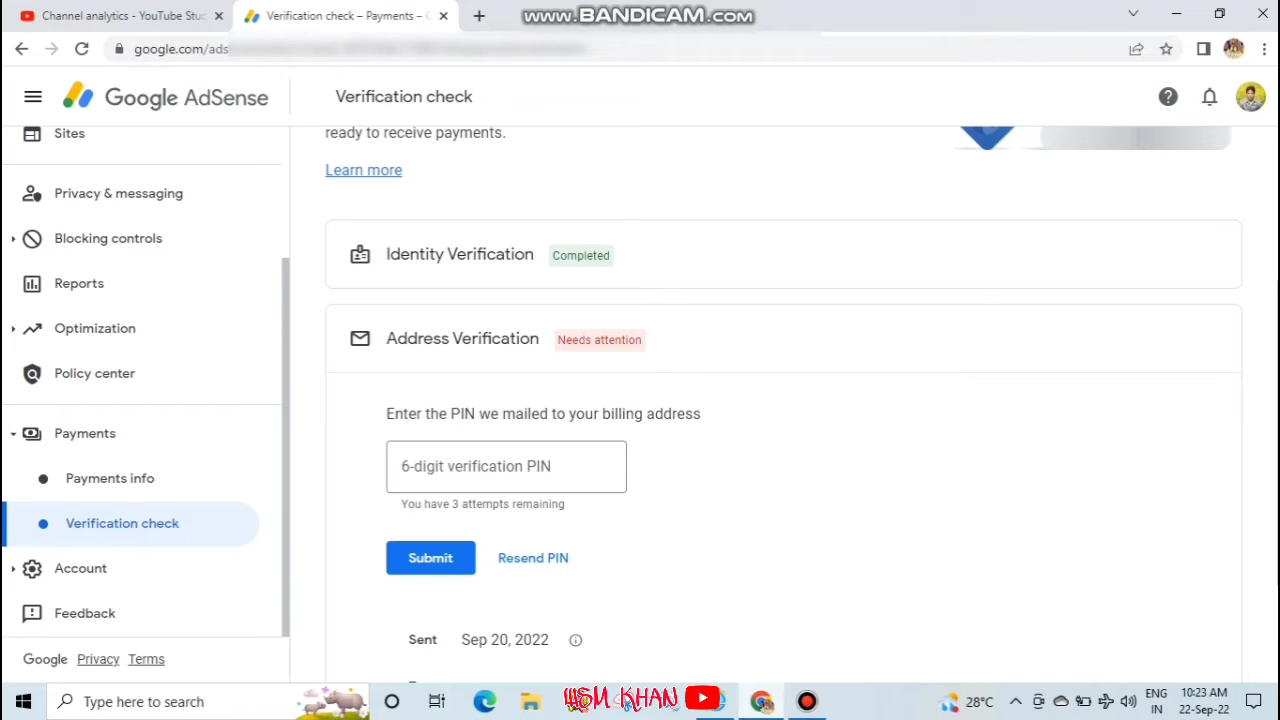 Channel analytics - YouTube Stud
Verification check – Payments – G
www.BANDICAM.com
google.com/ads
Google AdSense
Verification check
Sites
ready to receive payments.
Learn more
Privacy & messaging
Blocking controls
Reports
Optimization
Policy center
Payments
Payments info
Verification check
Account
Feedback
Google Privacy Terms
Identity Verification Completed
Address Verification Needs attention
Enter the PIN we mailed to your billing address
6-digit verification PIN
You have 3 attempts remaining
Submit Resend PIN
Sent Sep 20, 2022
Type here to search
WSM KHAN
28°C
ENG
IN
10:23 AM
22-Sep-22